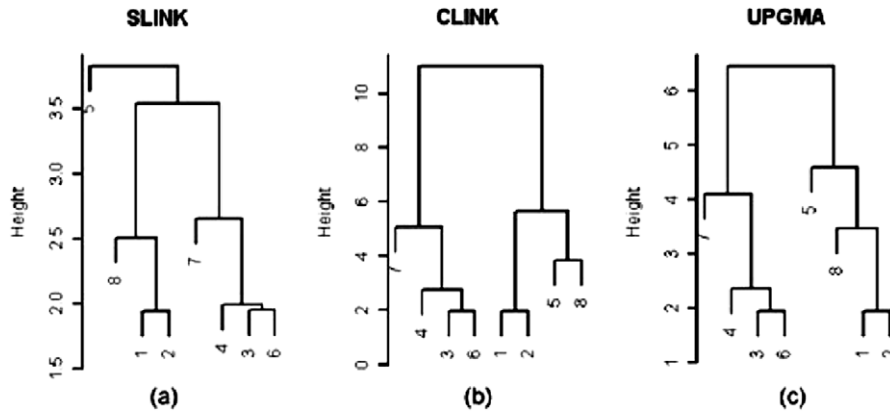 SLINK CLINK UPGMA
Height 1.5 2.0 2.5 3.0 3.5
5
8 7
1 2 4 3 6
(a)
Height 0 2 4 6 8 10
7
4 5 8
3 6 1 2
(b)
Height 1 2 3 4 5 6
7 5
8
4
3 6 1 2
(c)